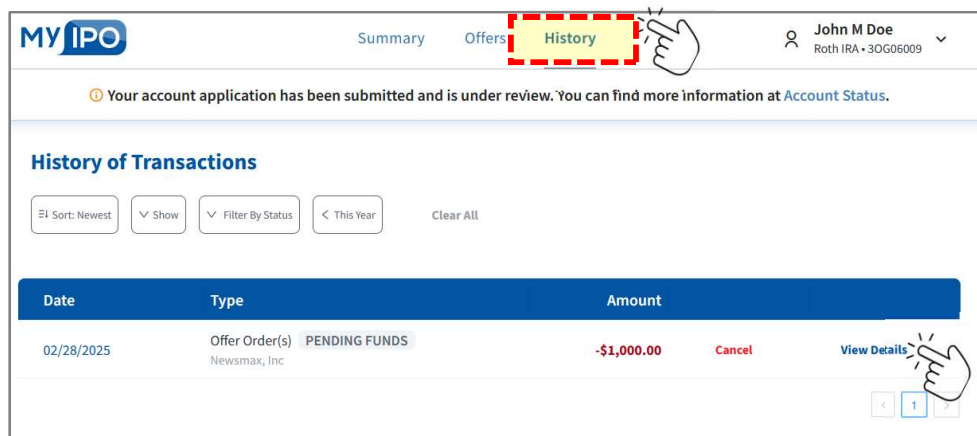 MY IPO
Summary Offers History
John M Doe
Roth IRA • 3OG06009
Your account application has been submitted and is under review. You can find more information at Account Status.
History of Transactions
Sort: Newest Show Filter By Status This Year Clear All
Date Type Amount
02/28/2025 Offer Order(s) PENDING FUNDS -$1,000.00 Cancel View Details
Newsmax, Inc
< 1 >